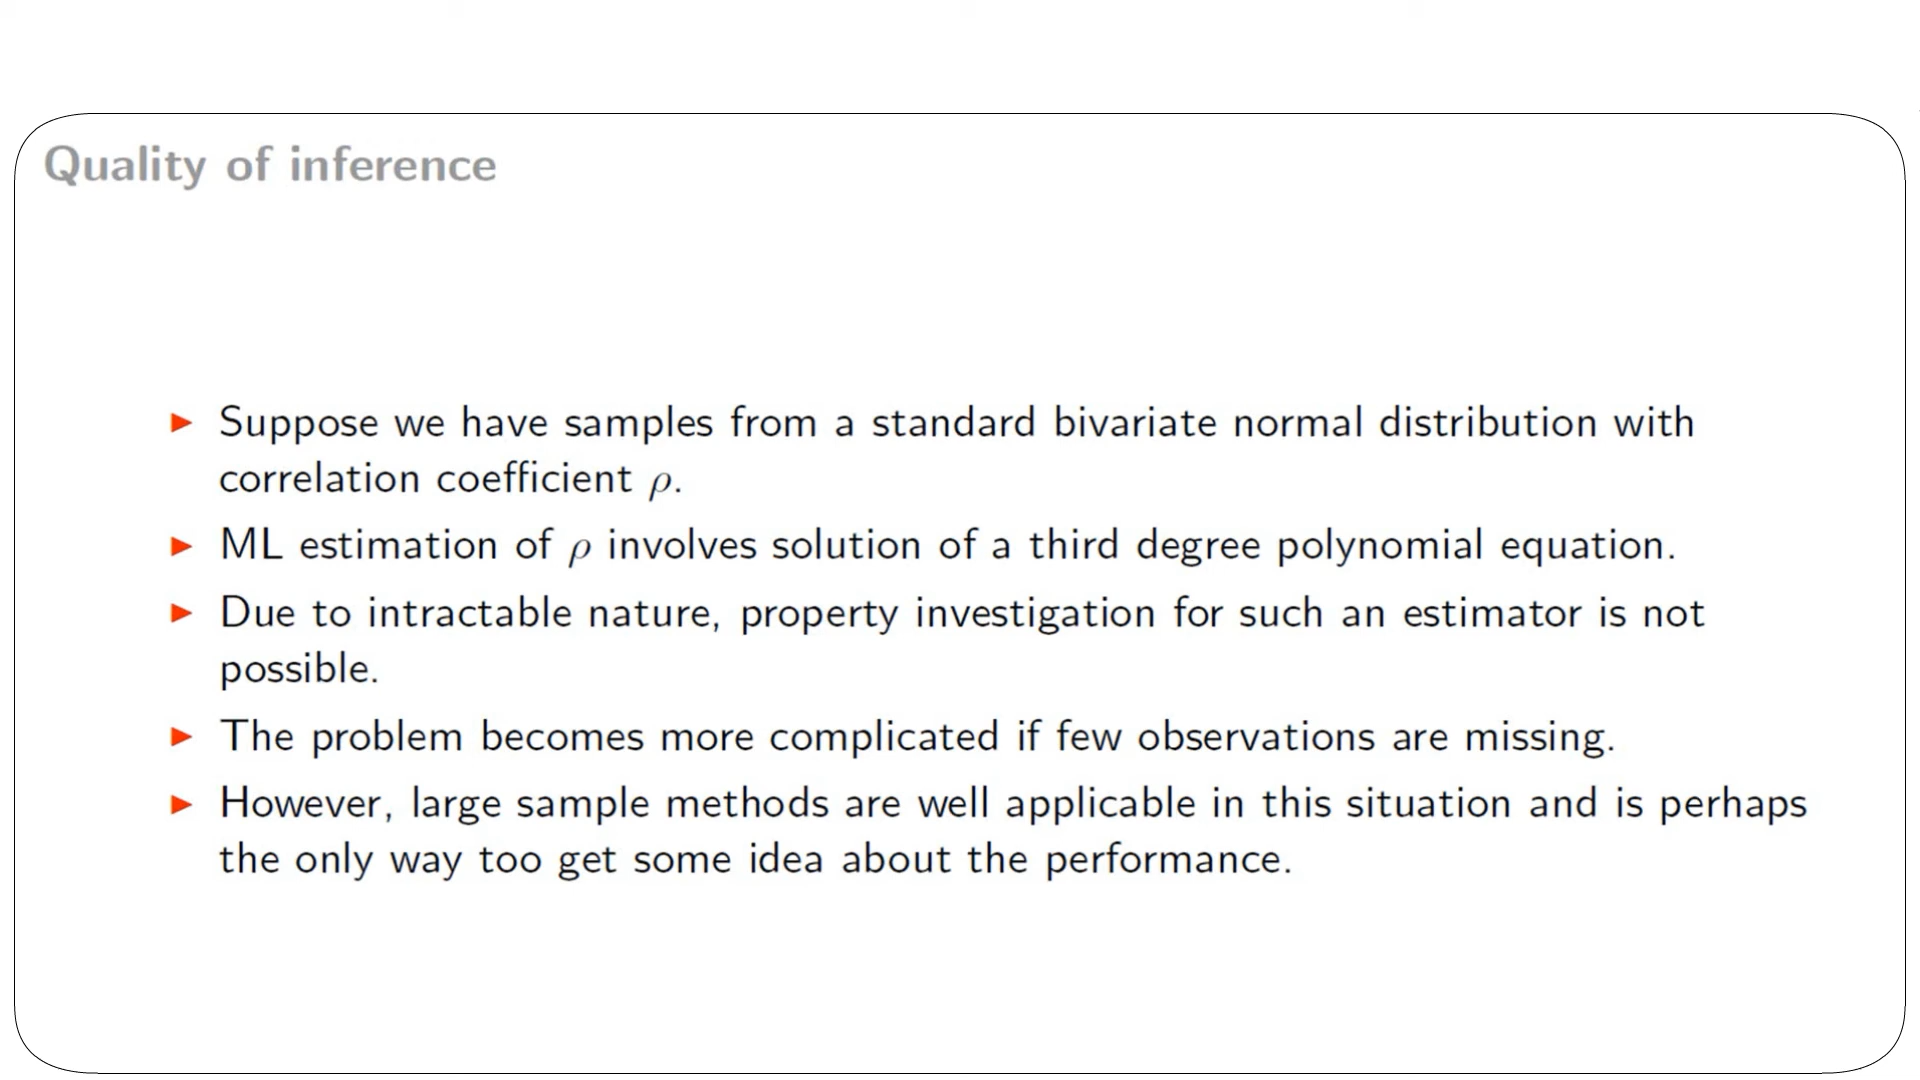 Quality of inference
Suppose we have samples from a standard bivariate normal distribution with
correlation coefficient ρ.
ML estimation of ρ involves solution of a third degree polynomial equation.
Due to intractable nature, property investigation for such an estimator is not
possible.
The problem becomes more complicated if few observations are missing.
However, large sample methods are well applicable in this situation and is perhaps
the only way too get some idea about the performance.